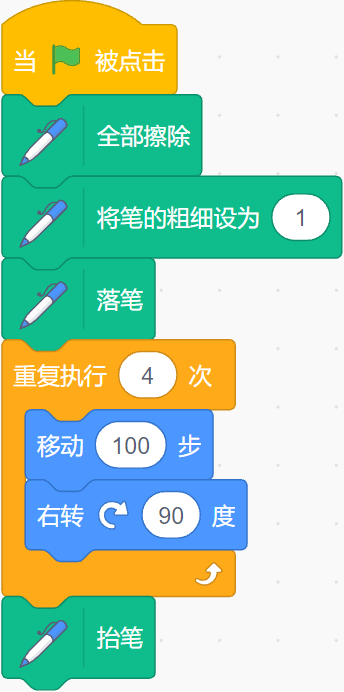 当 被点击
全部擦除
将笔的粗细设为 1
落笔
重复执行 4 次
移动 100 步
右转 90 度
抬笔